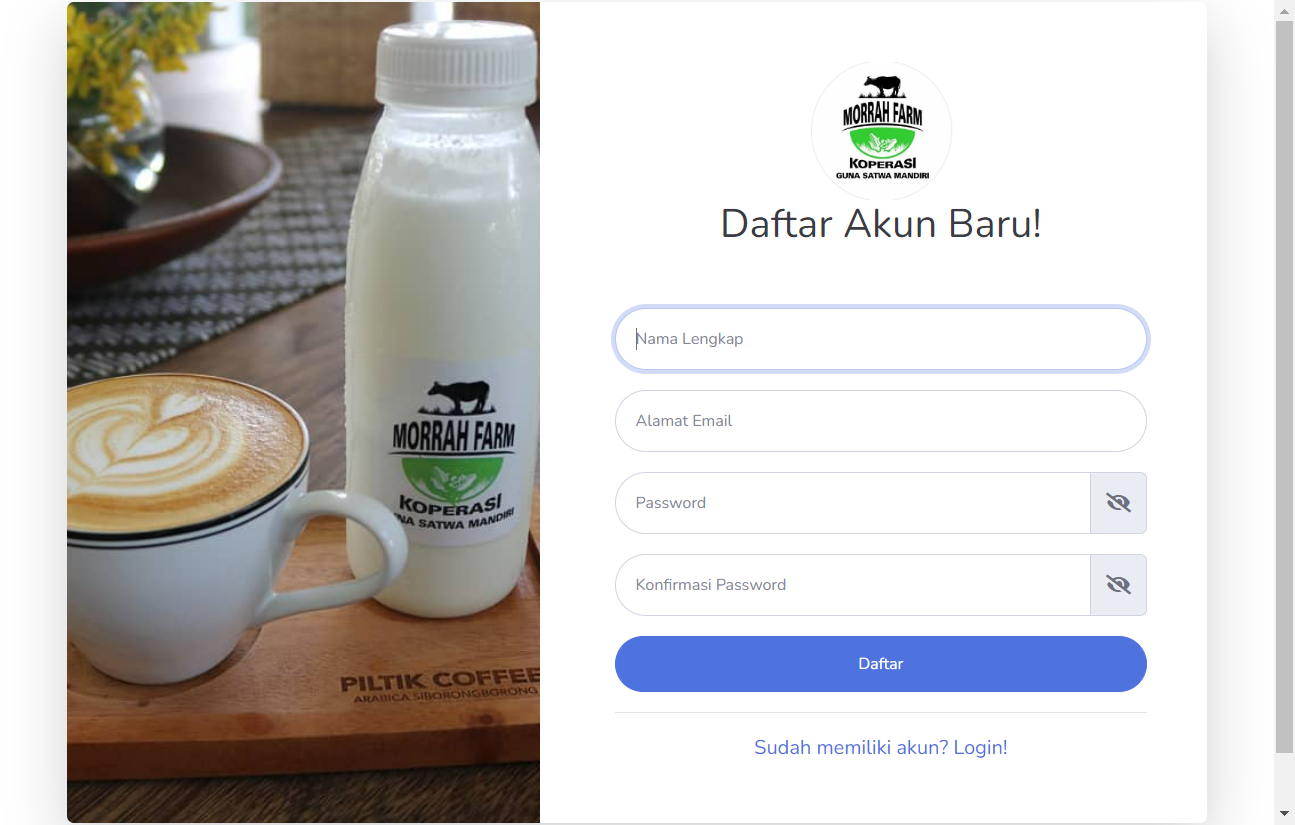 MORRAH FARM
KOPERASI
GUNA SATWA MANDIRI
PILTIK COFFEE
ARABICA SIBORONGBORONG
MORRAH FARM
KOPERASI
GUNA SATWA MANDIRI
Daftar Akun Baru!
Nama Lengkap
Alamat Email
Password
Konfirmasi Password
Daftar
Sudah memiliki akun? Login!